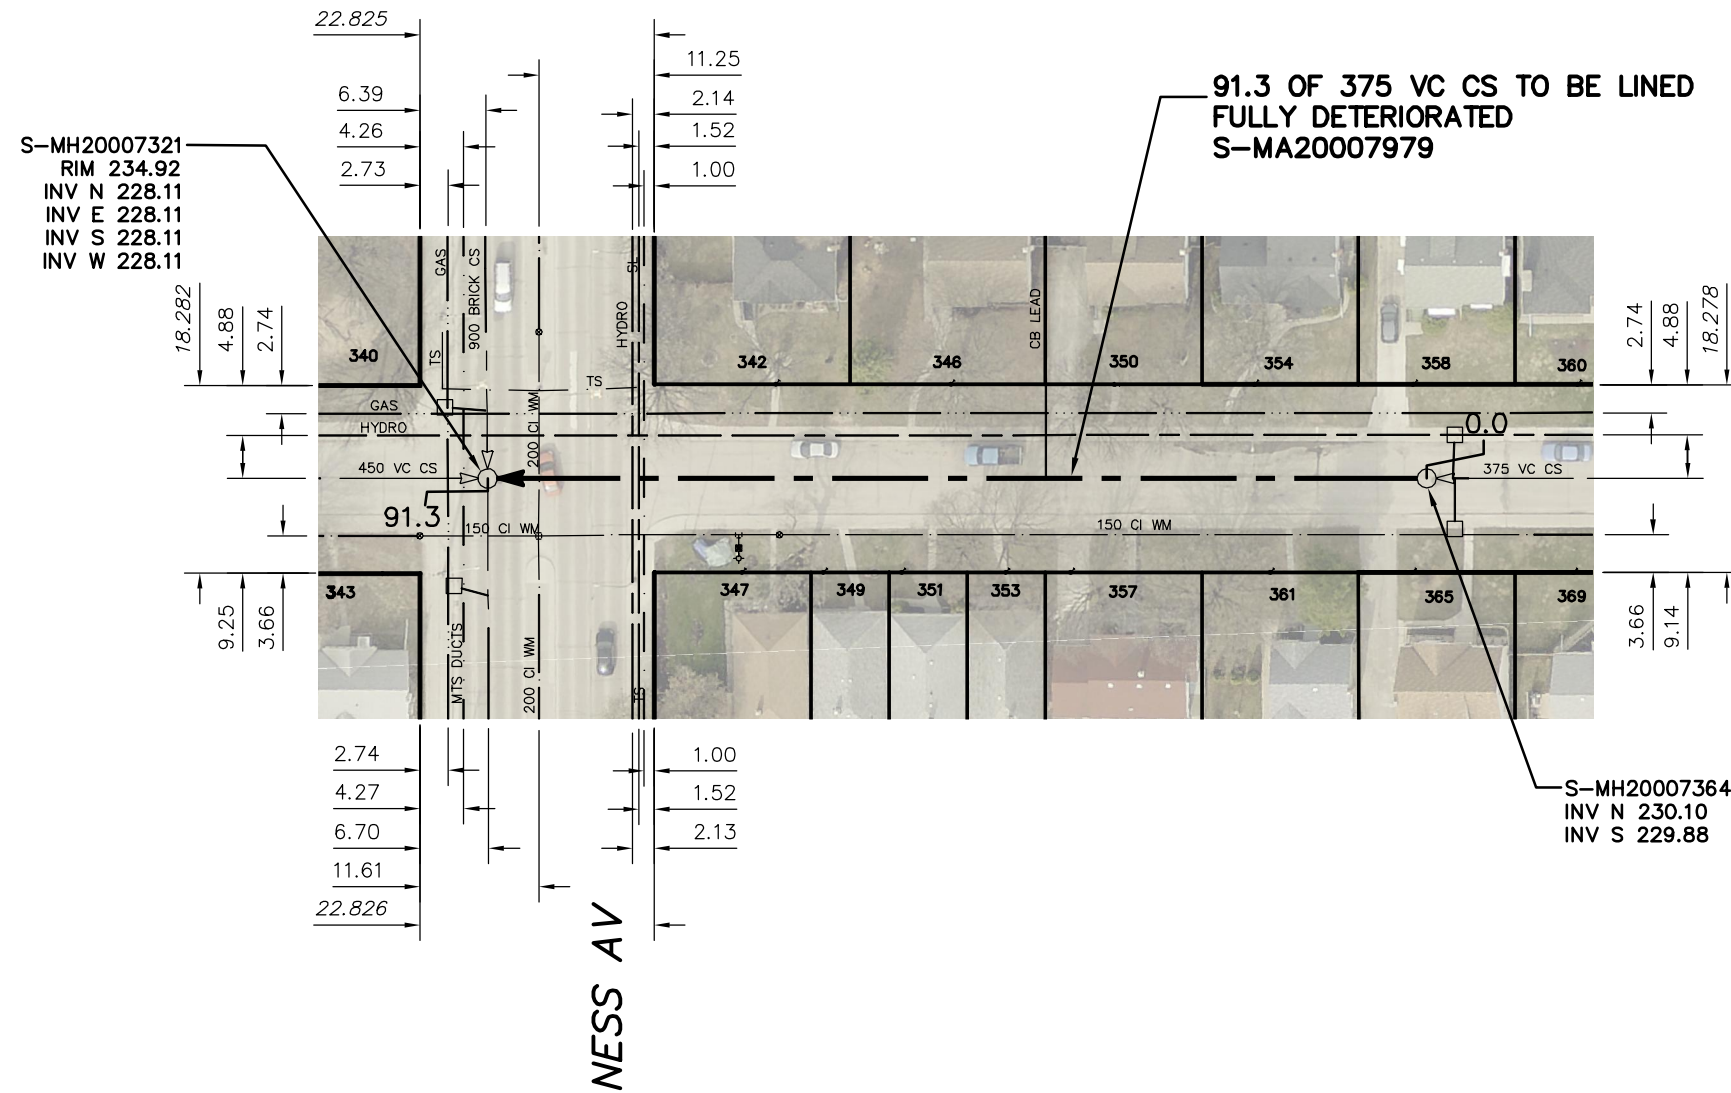 22.825
11.25
6.39
2.14
4.26
1.52
2.73
1.00
91.3 OF 375 VC CS TO BE LINED
FULLY DETERIORATED
S-MA20007979
S-MH20007321
RIM 234.92
INV N 228.11
INV E 228.11
INV S 228.11
INV W 228.11
18.282
4.88
2.74
GAS
900 BRICK CS
SL
HYDRO
TS
CB LEAD
2.74
4.88
18.278
340
342
346
350
354
358
360
TS
GAS
HYDRO
200 CI WM
0.0
450 VC CS
375 VC CS
91.3
150 CI WM
150 CI WM
343
347
349
351
353
357
361
365
369
9.25
3.66
MTS DUCTS
200 CI WM
TS
3.66
9.14
2.74
1.00
4.27
1.52
6.70
2.13
11.61
22.826
S-MH20007364
INV N 230.10
INV S 229.88
NESS AV